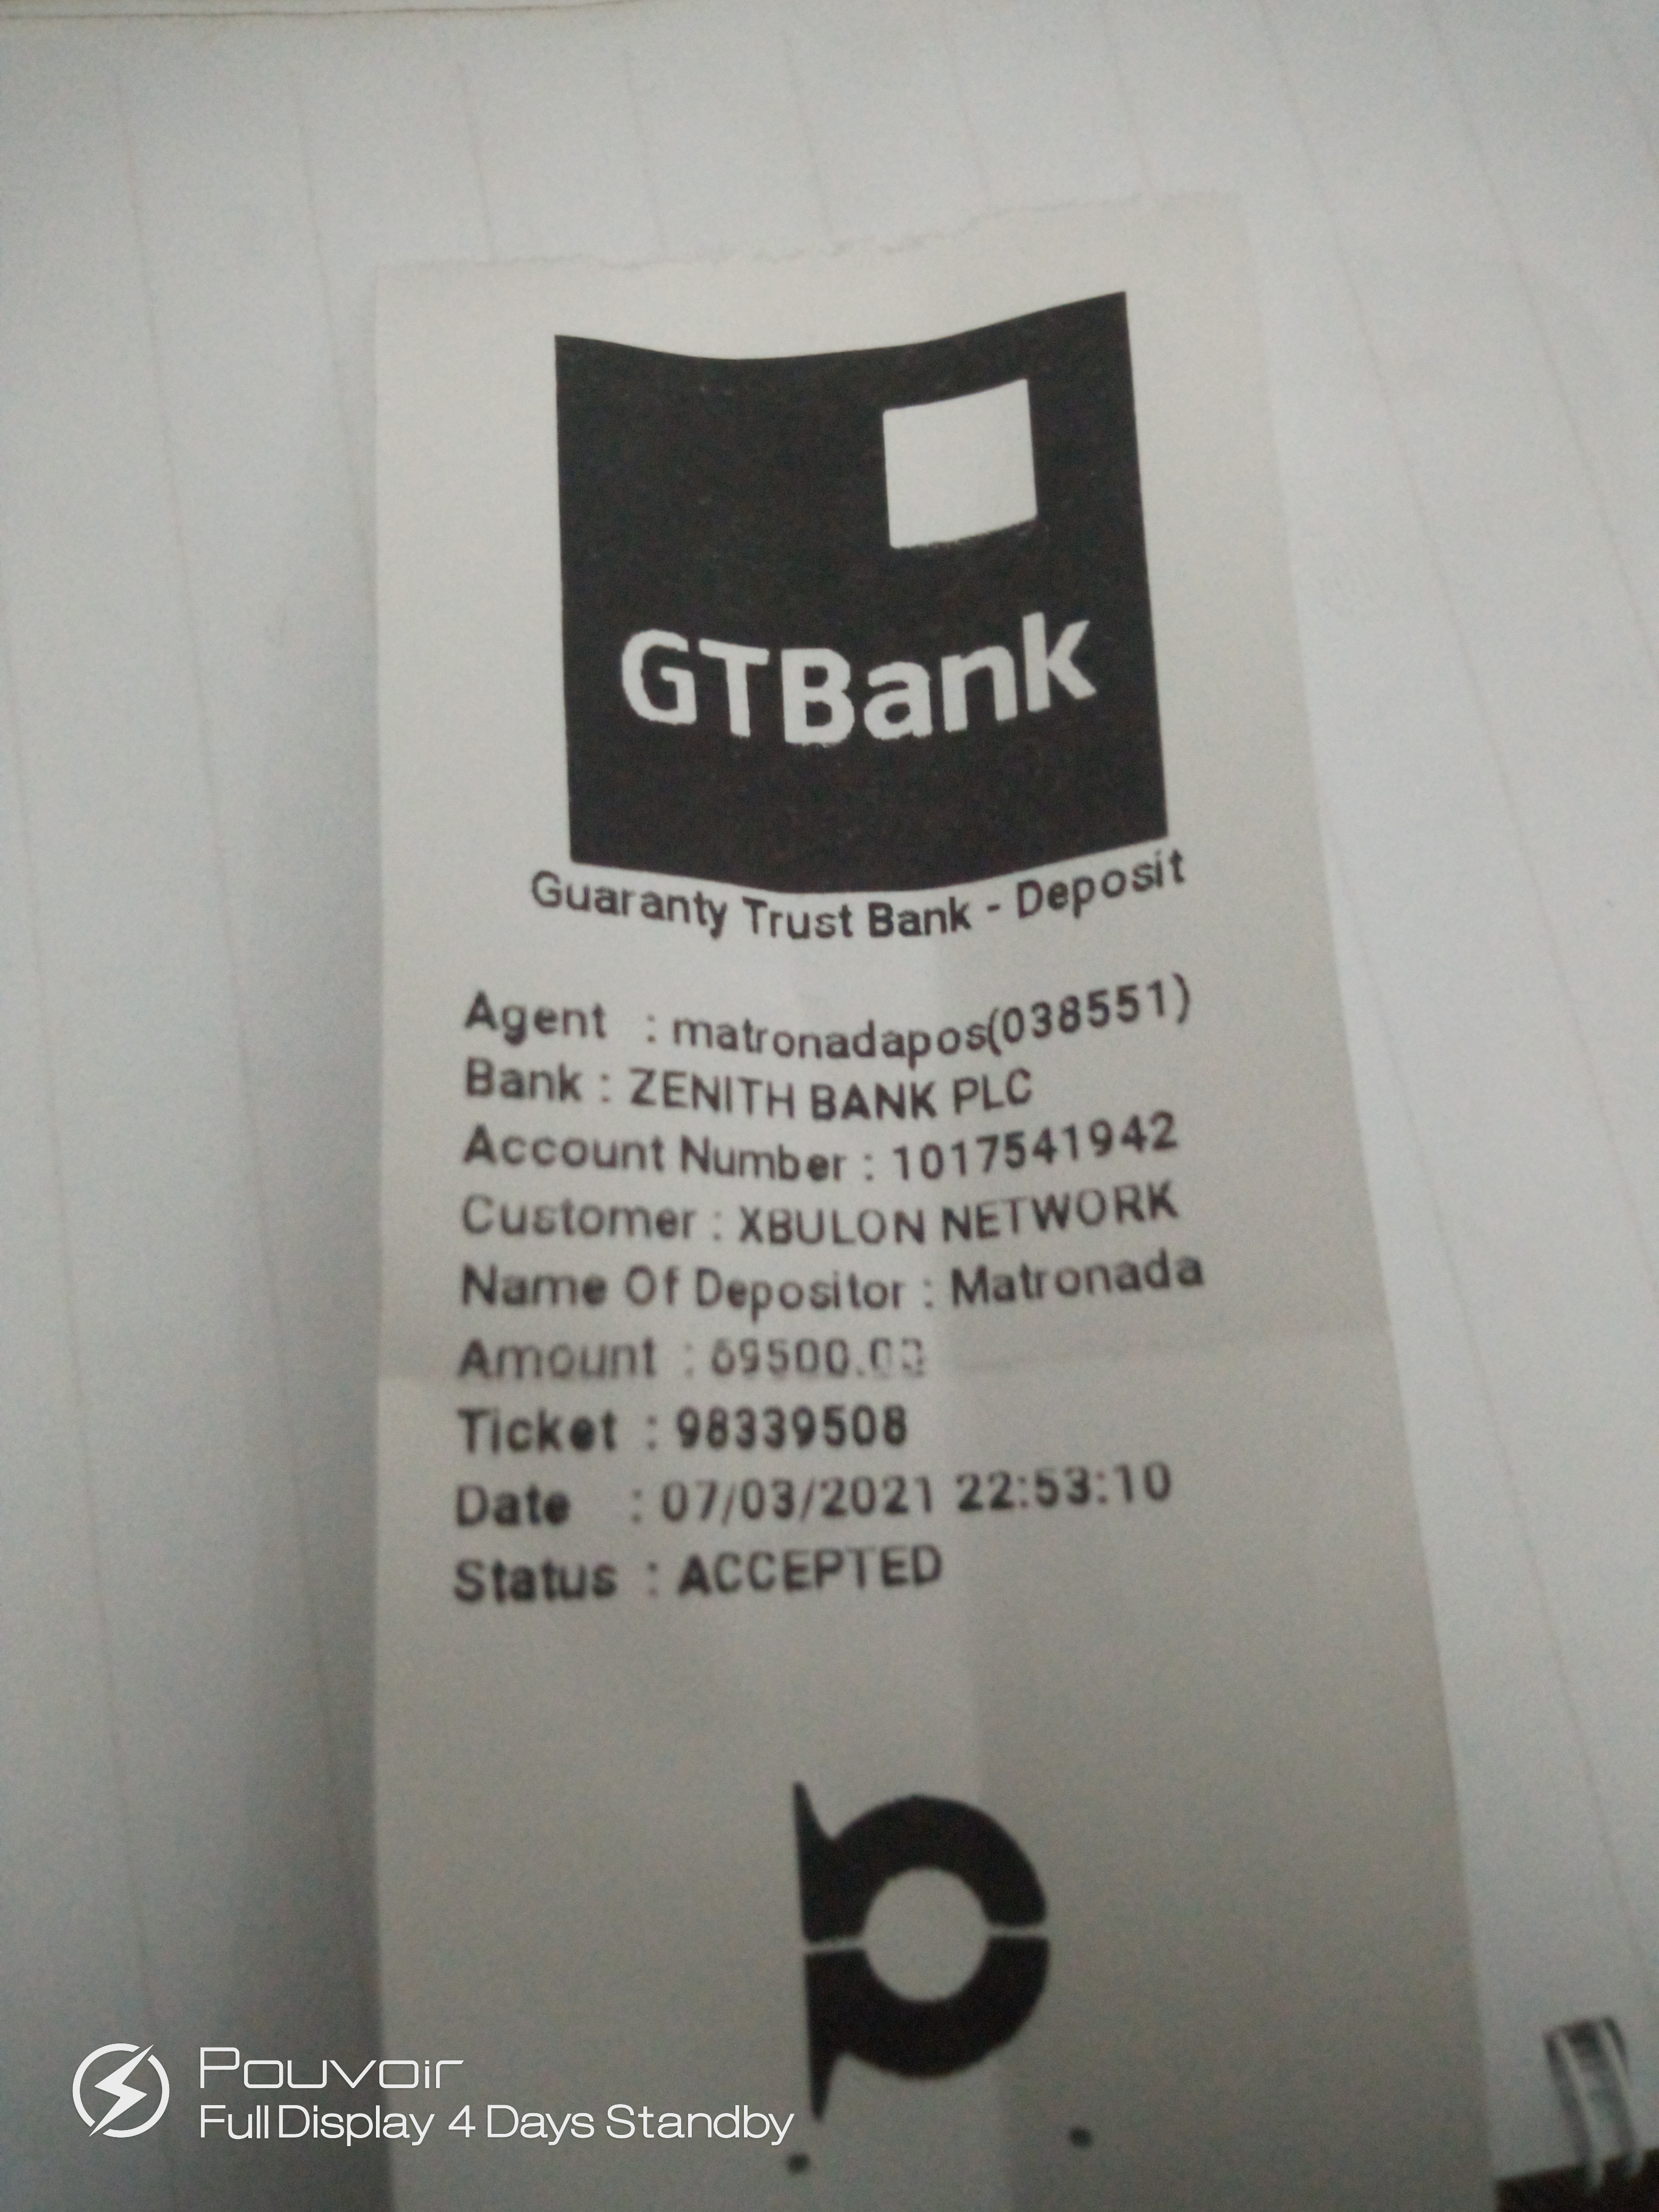 GTBank
Guaranty Trust Bank - Deposit
Agent : matronadapos(038551)
Bank : ZENITH BANK PLC
Account Number : 1017541942
Customer : XBULON NETWORK
Name Of Depositor : Matronada
Amount :
Ticket : 98339508
Date : 07/03/2021 22:53:10
Status : ACCEPTED
Pouvoir
Full Display 4 Days Standby